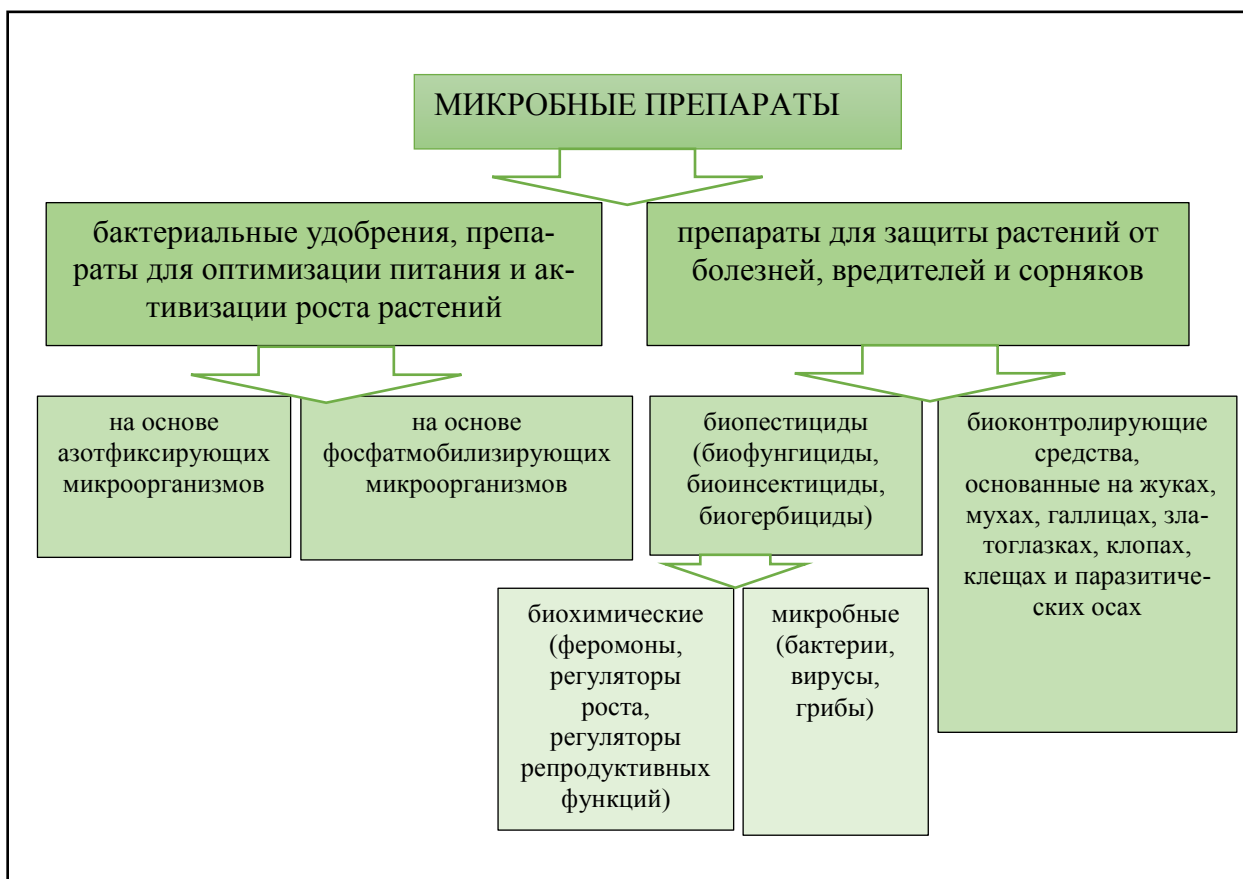 МИКРОБНЫЕ ПРЕПАРАТЫ
бактериальные удобрения, препа-
раты для оптимизации питания и ак-
тивизации роста растений
препараты для защиты растений от
болезней, вредителей и сорняков
на основе
азотфиксирующих
микроорганизмов
на основе
фосфатмобилизирующих
микроорганизмов
биопестициды
(биофунгициды,
биоинсектициды,
биогербициды)
биоконтролирующие
средства,
основанные на жуках,
мухах, галлицах, зла-
тоглазках, клопах,
клещах и паразитиче-
ских осах
биохимические
(феромоны,
регуляторы
роста,
регуляторы
репродуктивных
функций)
микробные
(бактерии,
вирусы,
грибы)